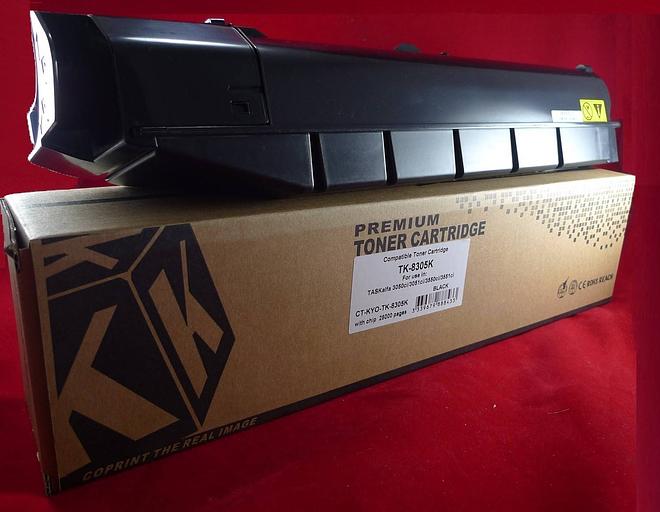 PREMIUM
TONER CARTRIDGE
Compatible Toner Cartridge
TK-8305K
For use in:
TASKalfa 3050ci/3051ci/3550ci/3551ci
BLACK
CT-KYO-TK-8305K
with chip 25000 pages
K
K
K
CE ROHS REACH
COPRINT THE REAL IMAGE